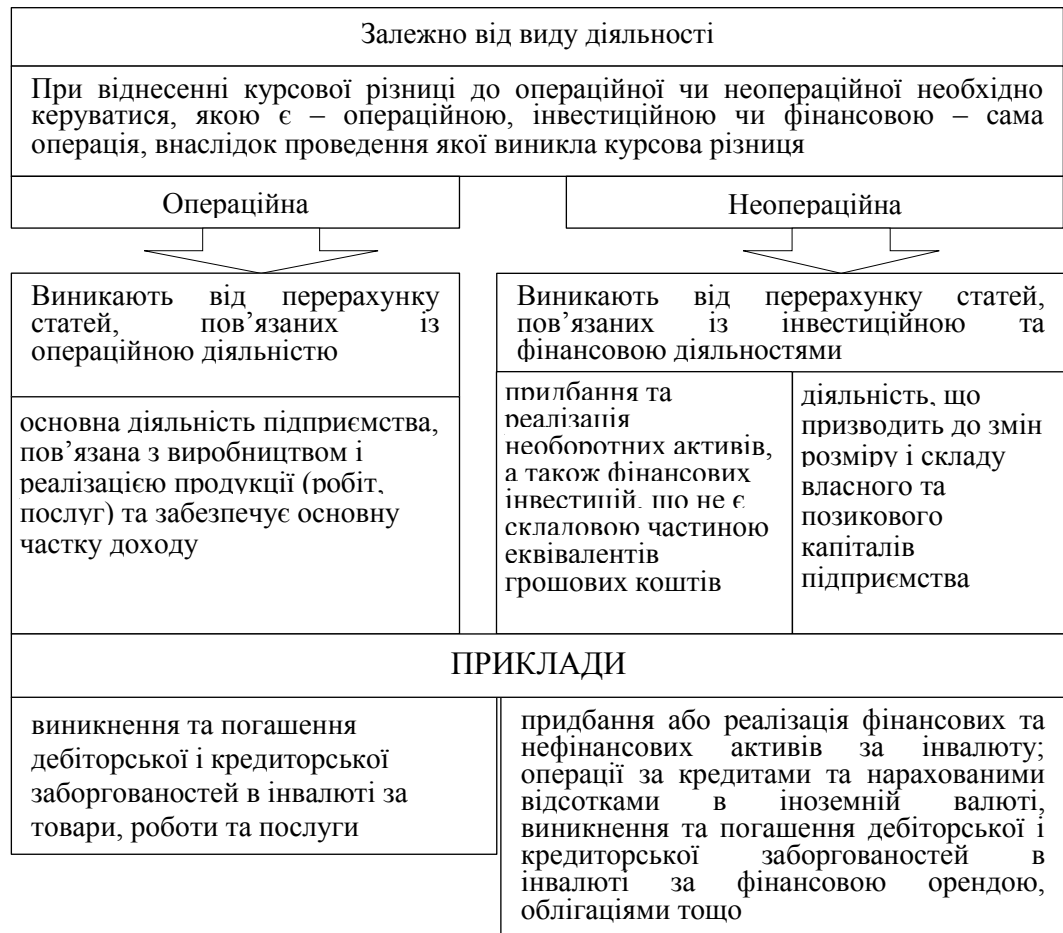 Залежно від виду діяльності
При віднесенні курсової різниці до операційної чи неопераційної необхідно
керуватися, якою є – операційною, інвестиційною чи фінансовою – сама
операція, внаслідок проведення якої виникла курсова різниця
Операційна
Неопераційна
Виникають від перерахунку
статей, пов’язаних із
операційною діяльністю
Виникають від перерахунку статей,
пов’язаних із інвестиційною та
фінансовою діяльностями
основна діяльність підприємства,
пов’язана з виробництвом і
реалізацією продукції (робіт,
послуг) та забезпечує основну
частку доходу
придбання та
реалізація
необоротних активів,
а також фінансових
інвестицій, що не є
складовою частиною
еквівалентів
грошових коштів
діяльність, що
призводить до змін
розміру і складу
власного та
позикового
капіталів
підприємства
ПРИКЛАДИ
виникнення та погашення
дебіторської і кредиторської
заборгованостей в інвалюті за
товари, роботи та послуги
придбання або реалізація фінансових та
нефінансових активів за інвалюту;
операції за кредитами та нарахованими
відсотками в іноземній валюті,
виникнення та погашення дебіторської і
кредиторської заборгованостей в
інвалюті за фінансовою орендою,
облігаціями тощо